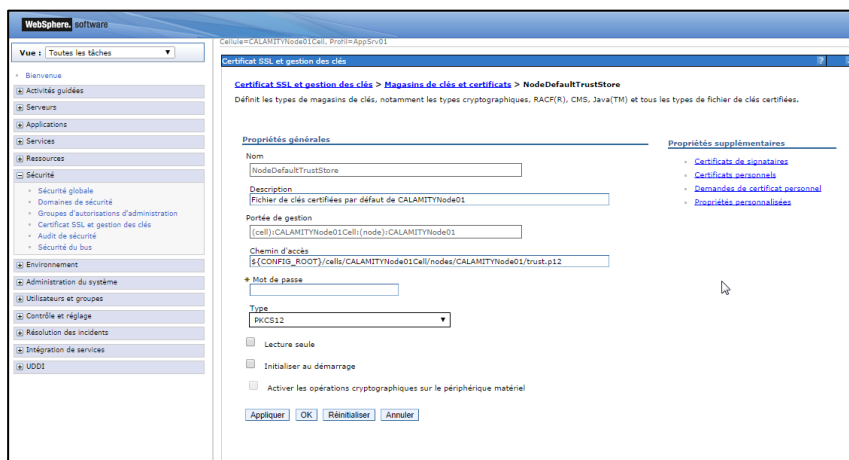 WebSphere. software
Vue : Toutes les tâches
Bienvenue
Activités guidées
Serveurs
Applications
Services
Ressources
Sécurité
Sécurité globale
Domaines de sécurité
Groupes d'autorisations d'administration
Certificat SSL et gestion des clés
Audit de sécurité
Sécurité du bus
Environnement
Administration du système
Utilisateurs et groupes
Contrôle et réglage
Résolution des incidents
Intégration de services
UDDI
Cellule=CALAMITYNode01Cell, Profil=AppSrv01
Certificat SSL et gestion des clés ?
Certificat SSL et gestion des clés > Magasins de clés et certificats > NodeDefaultTrustStore
Définit les types de magasins de clés, notamment les types cryptographiques, RACF(R), CMS, Java(TM) et tous les types de fichier de clés certifiées.
Propriétés générales
Nom
NodeDefaultTrustStore
Description
Fichier de clés certifiées par défaut de CALAMITYNode01
Portée de gestion
(cell):CALAMITYNode01Cell:(node):CALAMITYNode01
Chemin d'accès
${CONFIG_ROOT}/cells/CALAMITYNode01Cell/nodes/CALAMITYNode01/trust.p12
* Mot de passe
Type
PKCS12
Lecture seule
Initialiser au démarrage
Activer les opérations cryptographiques sur le périphérique matériel
Appliquer OK Réinitialiser Annuler
Propriétés supplémentaires
Certificats de signataires
Certificats personnels
Demandes de certificat personnel
Propriétés personnalisées